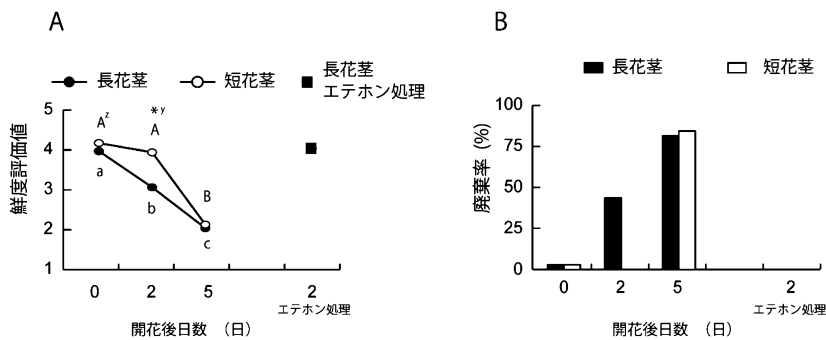 A
長花茎
短花茎
長花茎
エテホン処理
鮮度評価値
5
4
3
2
1
A z
* y
A
B
a
b
c
0
2
5
2
エテホン処理
開花後日数 （日）
B
長花茎
短花茎
廃棄率 (%)
100
75
50
25
0
0
2
5
2
エテホン処理
開花後日数 （日）